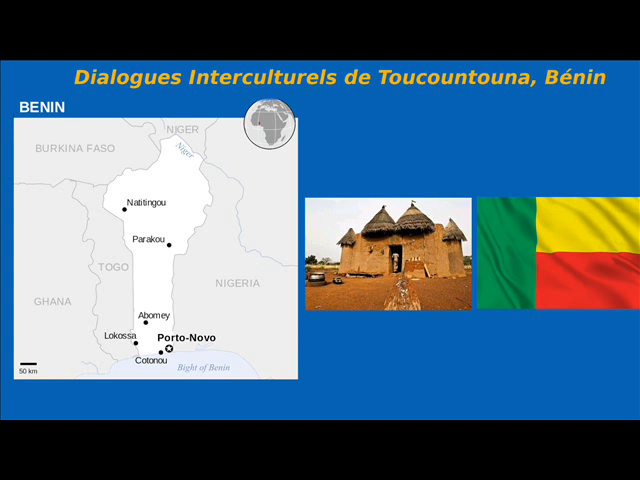 Dialogues Interculturels de Toucountouna, Bénin
BENIN
NIGER
BURKINA FASO
Niger
Natitingou
Parakou
TOGO
NIGERIA
GHANA
Abomey
Lokossa
Porto-Novo
Cotonou
Bight of Benin
50 km